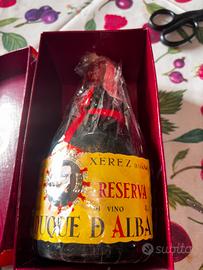 XEREZ
RESERVA
VINO
DUQUE D ALBA
subito